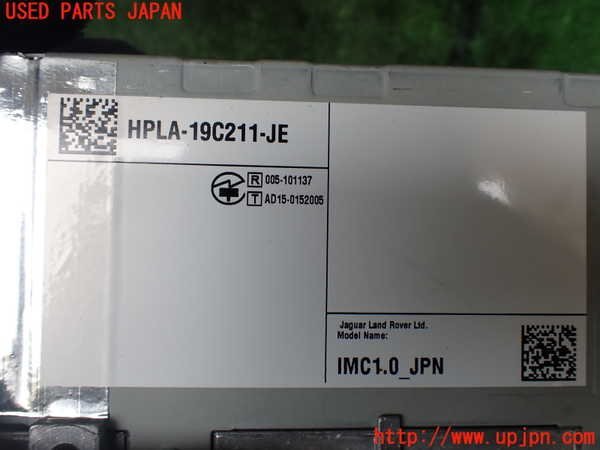 USED PARTS JAPAN
HPLA-19C211-JE
R 005-101137
T AD15-0152005
Jaguar Land Rover Ltd.
Model Name:
IMC1.0_JPN
http://www.upjpn.com